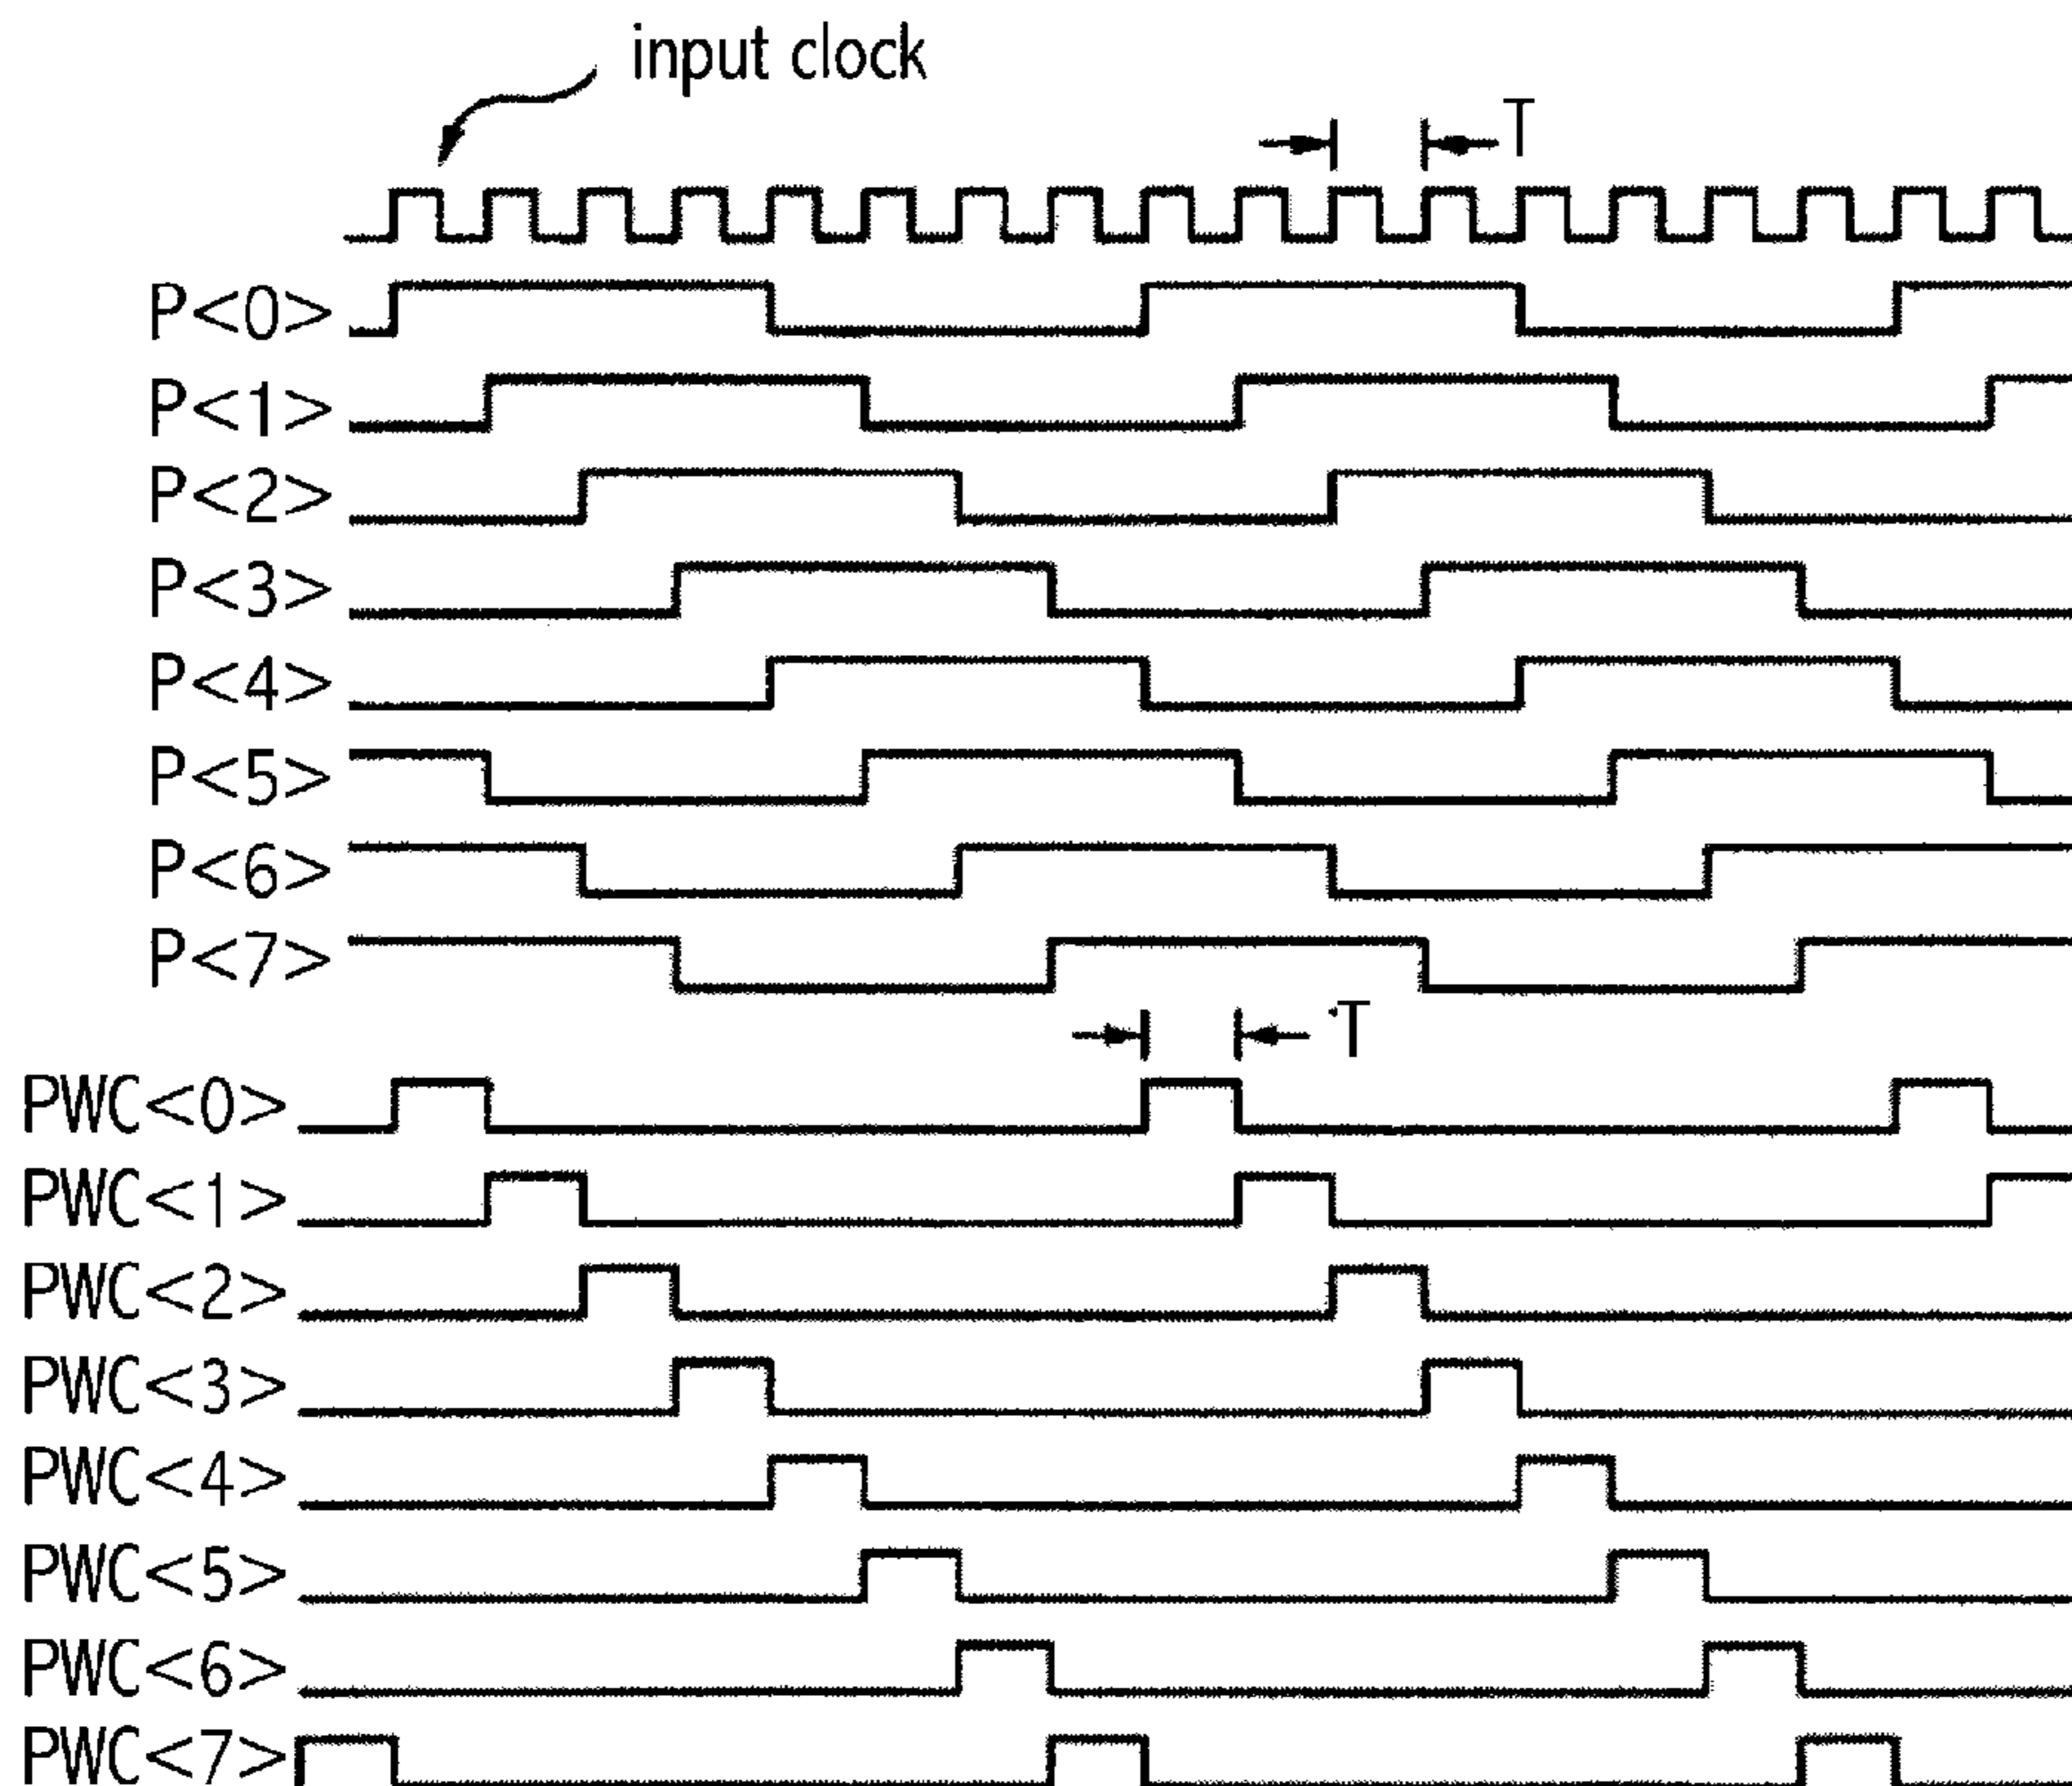 input clock
T
P<0>
P<1>
P<2>
P<3>
P<4>
P<5>
P<6>
P<7>
T
PWC<0>
PWC<1>
PWC<2>
PWC<3>
PWC<4>
PWC<5>
PWC<6>
PWC<7>